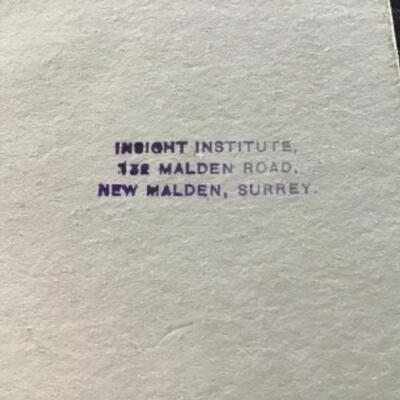 INSIGHT INSTITUTE,
132 MALDEN ROAD,
NEW MALDEN, SURREY.